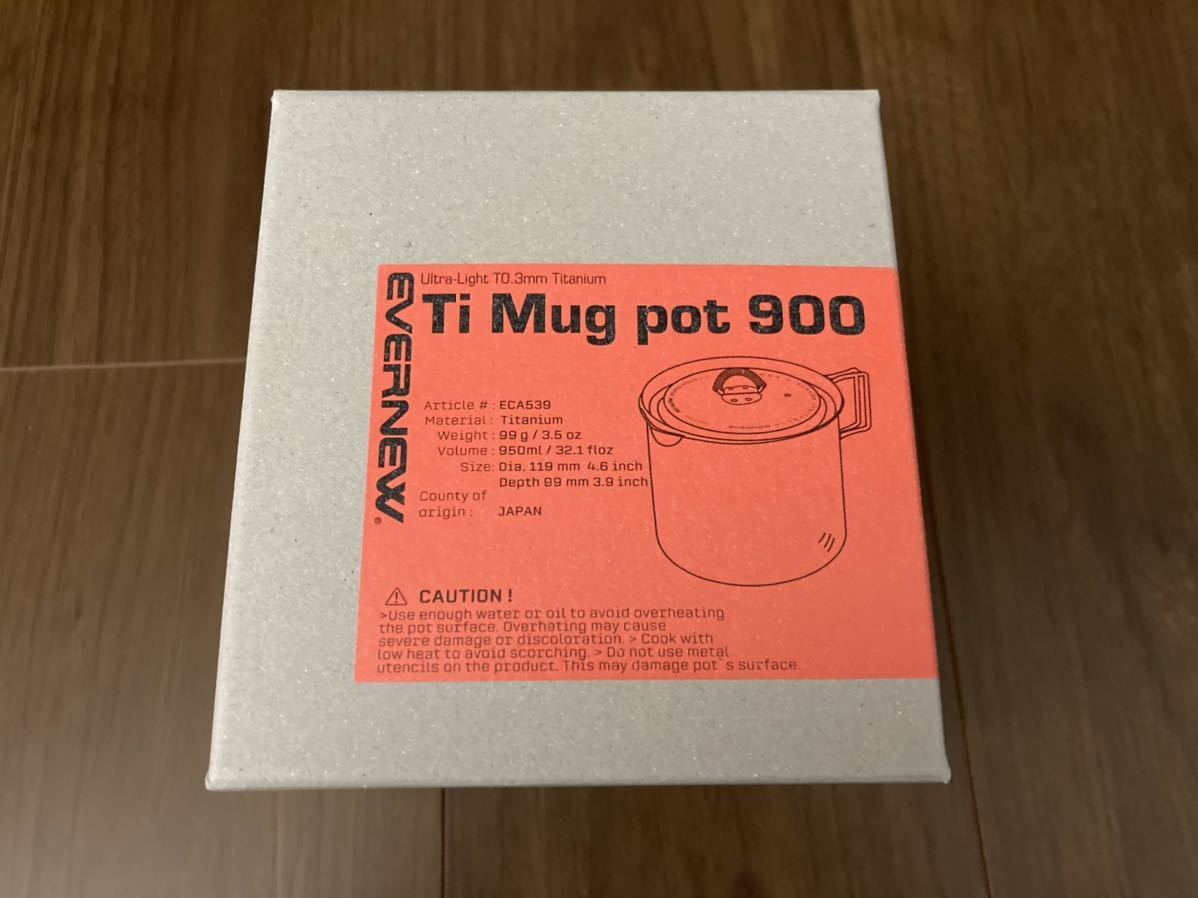 EVERNEW®
Ultra-Light T0.3mm Titanium
Ti Mug pot 900
Article # : ECA539
Material : Titanium
Weight : 99 g / 3.5 oz
Volume : 950ml / 32.1 floz
Size: Dia. 119 mm 4.6 inch
Depth 99 mm 3.9 inch
County of
origin : JAPAN
⚠ CAUTION !
>Use enough water or oil to avoid overheating
the pot surface. Overhating may cause
severe damage or discoloration. > Cook with
low heat to avoid scorching. > Do not use metal
utencils on the product. This may damage pot`s surface.